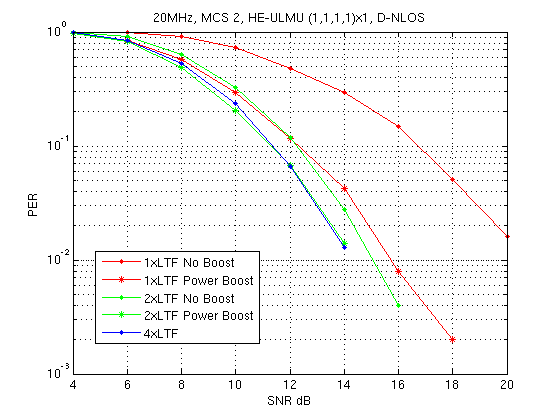 20MHz, MCS 2, HE-ULMU (1,1,1,1)x1, D-NLOS
10^0
10^-1
10^-2
10^-3
PER
1xLTF No Boost
1xLTF Power Boost
2xLTF No Boost
2xLTF Power Boost
4xLTF
4 6 8 10 12 14 16 18 20
SNR dB